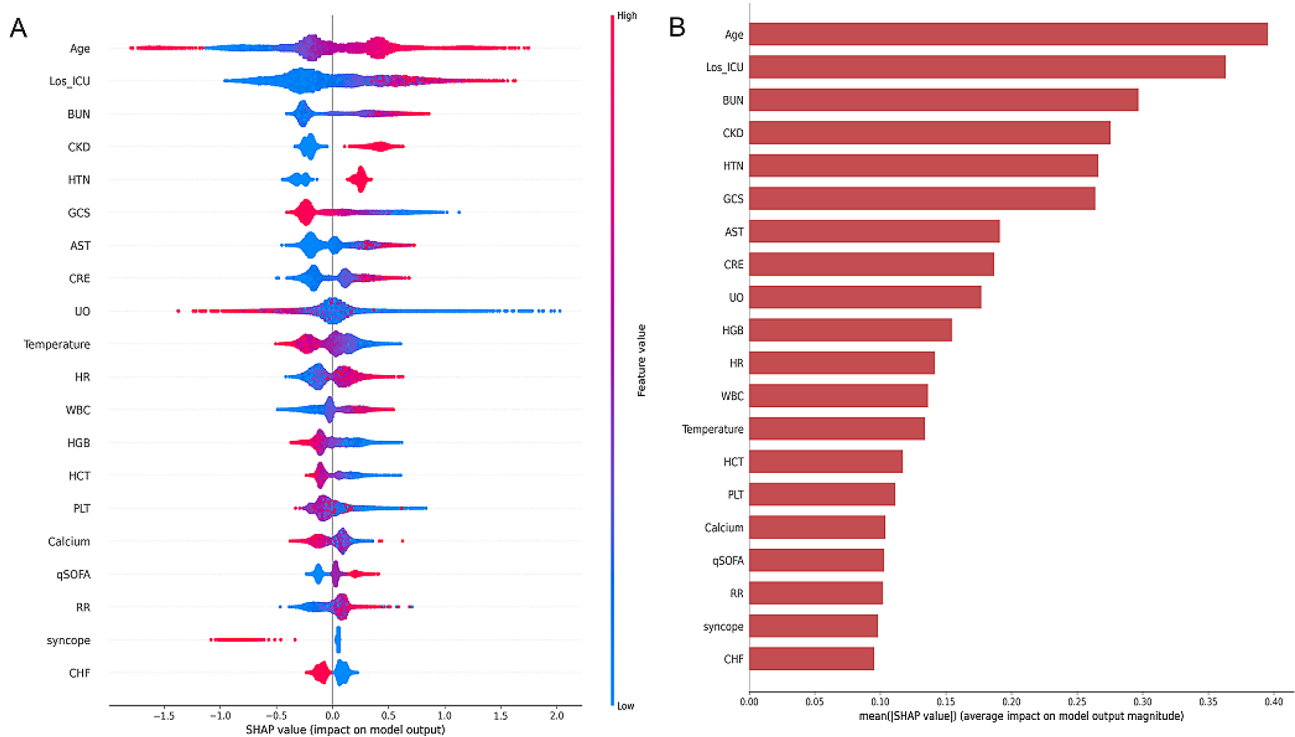 A
Age
Los_ICU
BUN
CKD
HTN
GCS
AST
CRE
UO
Temperature
HR
WBC
HGB
HCT
PLT
Calcium
qSOFA
RR
syncope
CHF
−1.5 −1.0 −0.5 0.0 0.5 1.0 1.5 2.0
SHAP value (impact on model output)
High
Feature value
Low
B
Age
Los_ICU
BUN
CKD
HTN
GCS
AST
CRE
UO
HGB
HR
WBC
Temperature
HCT
PLT
Calcium
qSOFA
RR
syncope
CHF
0.00 0.05 0.10 0.15 0.20 0.25 0.30 0.35 0.40
mean(|SHAP value|) (average impact on model output magnitude)